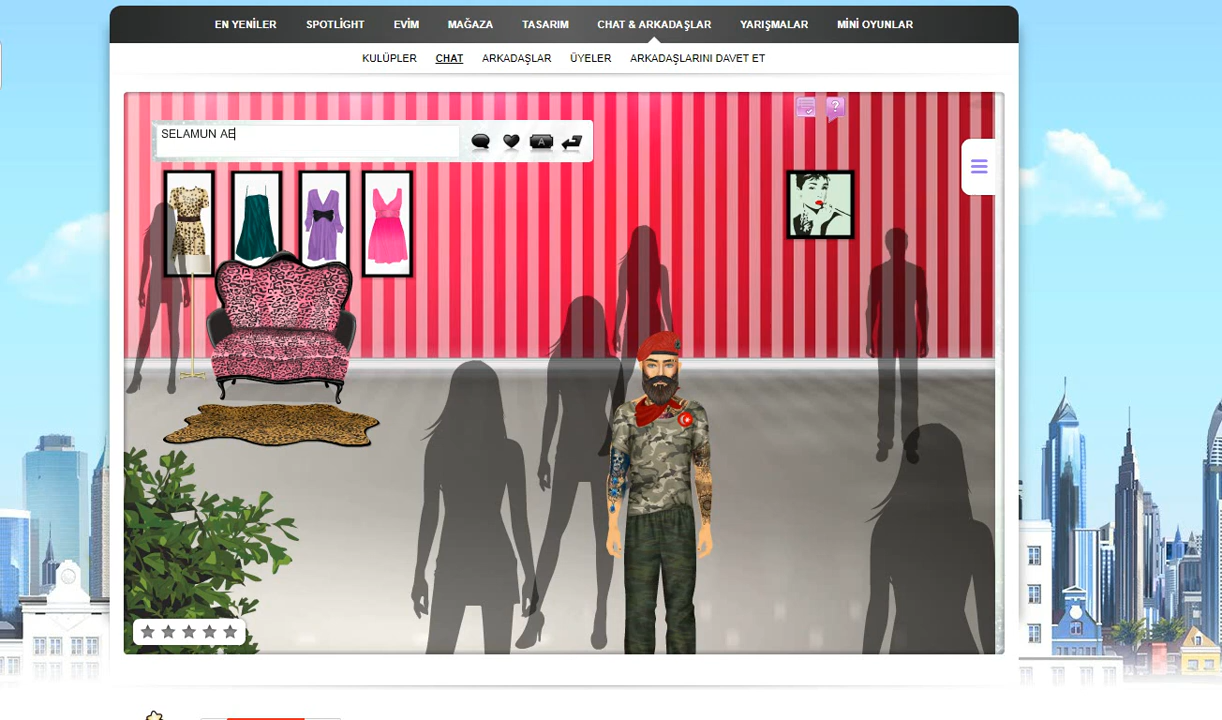 EN YENİLER SPOTLİGHT EVİM MAĞAZA TASARIM CHAT & ARKADAŞLAR YARIŞMALAR MİNİ OYUNLAR
KULÜPLER CHAT ARKADAŞLAR ÜYELER ARKADAŞLARINI DAVET ET
?
SELAMUN AE
A